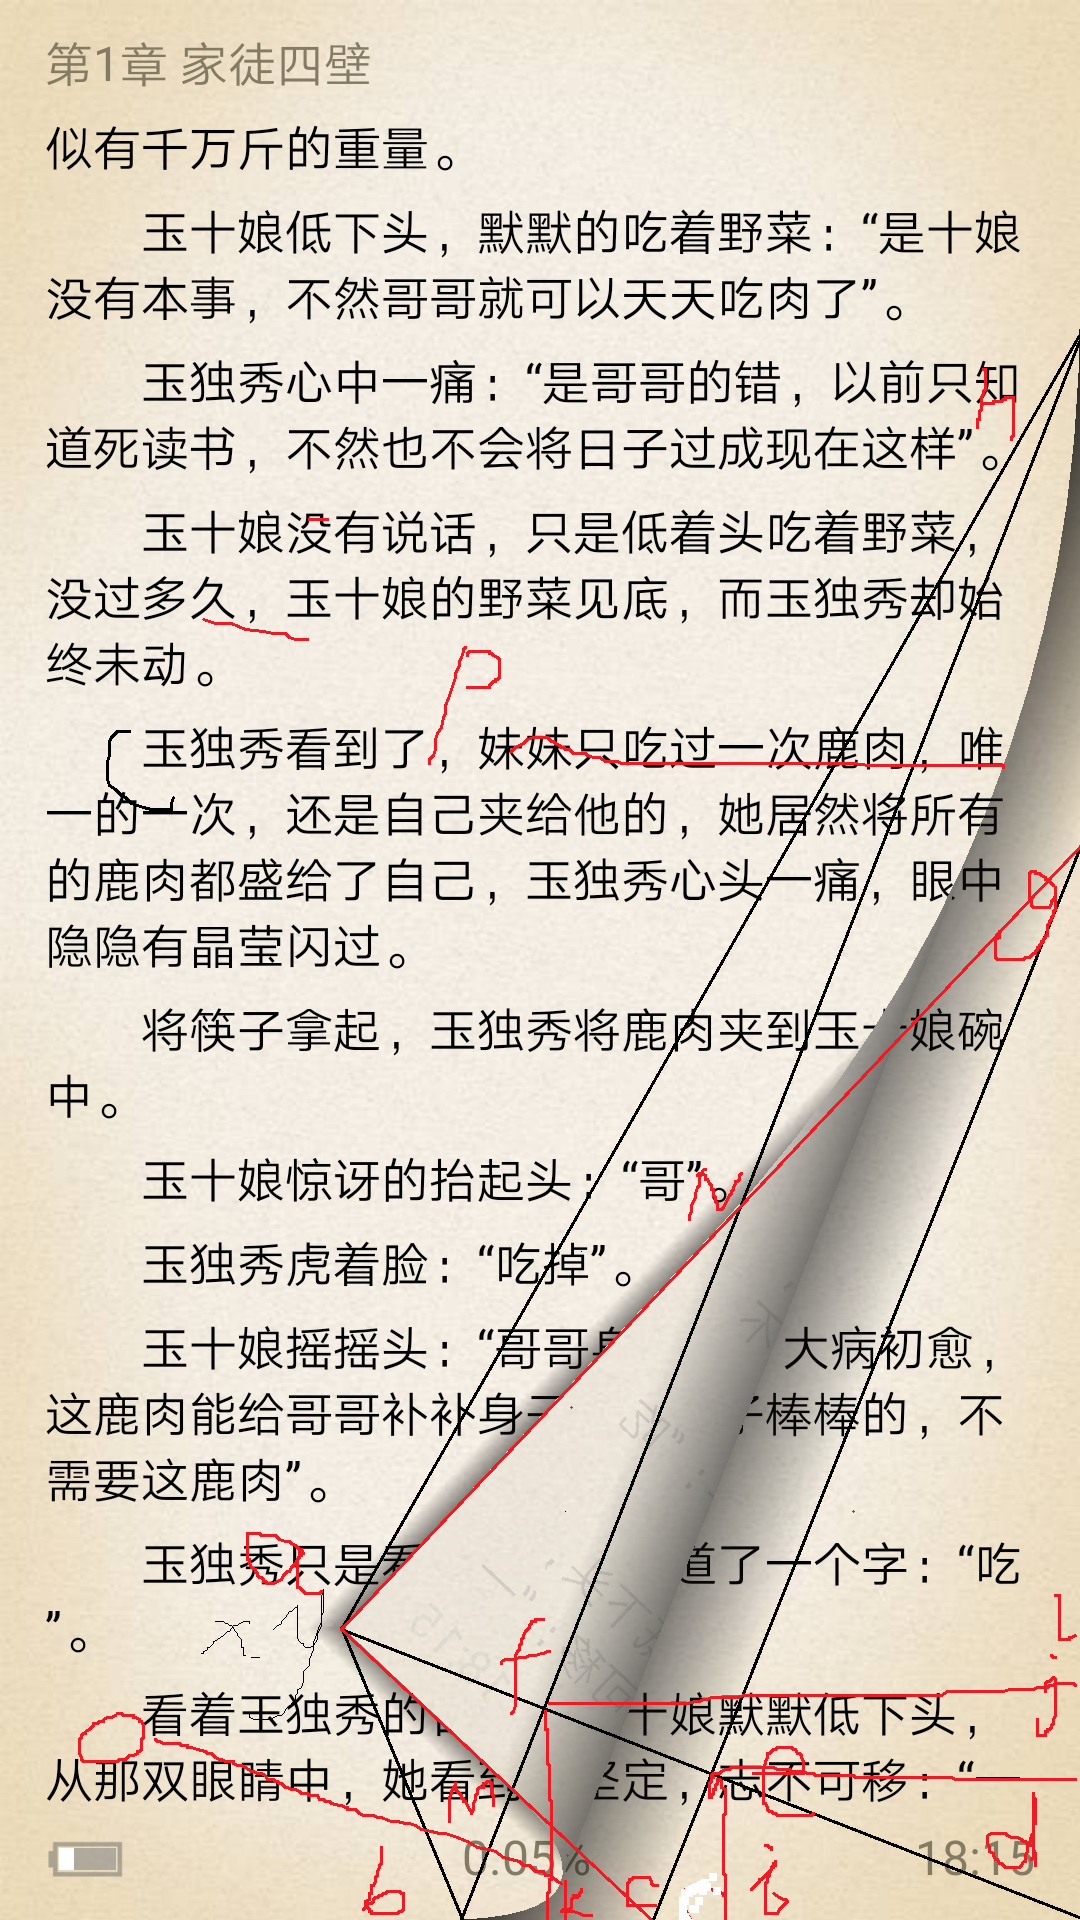 第1章 家徒四壁
似有千万斤的重量。
玉十娘低下头，默默的吃着野菜：“是十娘
没有本事，不然哥哥就可以天天吃肉了”。
玉独秀心中一痛：“是哥哥的错，以前只知
道死读书，不然也不会将日子过成现在这样”。
H
玉十娘没有说话，只是低着头吃着野菜，
没过多久，玉十娘的野菜见底，而玉独秀却始
终未动。
P
玉独秀看到了，妹妹只吃过一次鹿肉，唯
一的一次，还是自己夹给他的，她居然将所有
的鹿肉都盛给了自己，玉独秀心头一痛，眼中
隐隐有晶莹闪过。
将筷子拿起，玉独秀将鹿肉夹到玉十娘碗
中。
玉十娘惊讶的抬起头：“哥”。
N
玉独秀虎着脸：“吃掉”。
玉十娘摇摇头：“哥哥 大病初愈，
这鹿肉能给哥哥补补身 棒棒的，不
需要这鹿肉”。
玉独秀只是看 道了一个字：“吃
”。
f
看着玉独秀的 十娘默默低下头，
j
从那双眼睛中，她看到 坚定，志不可移：“一
M e d
0.05% 18:15
b k c i